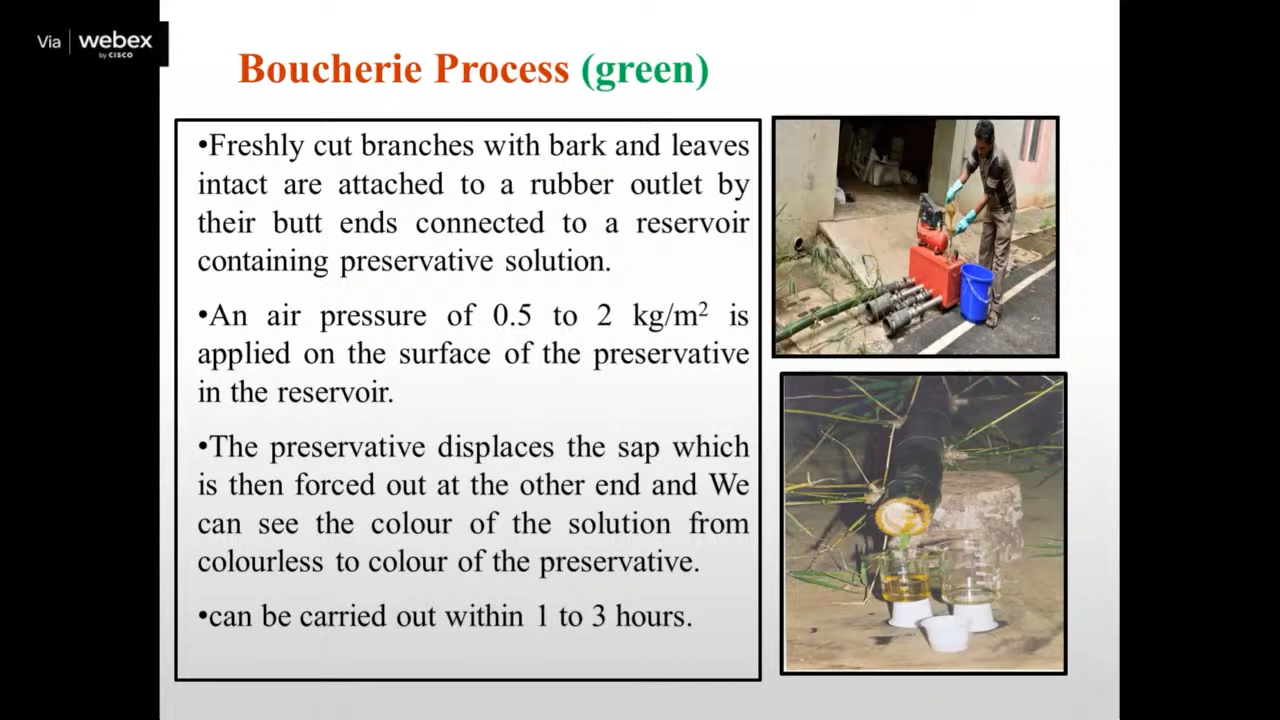 Via webex
by CISCO
Boucherie Process (green)
•Freshly cut branches with bark and leaves
intact are attached to a rubber outlet by
their butt ends connected to a reservoir
containing preservative solution.
•An air pressure of 0.5 to 2 kg/m² is
applied on the surface of the preservative
in the reservoir.
•The preservative displaces the sap which
is then forced out at the other end and We
can see the colour of the solution from
colourless to colour of the preservative.
•can be carried out within 1 to 3 hours.